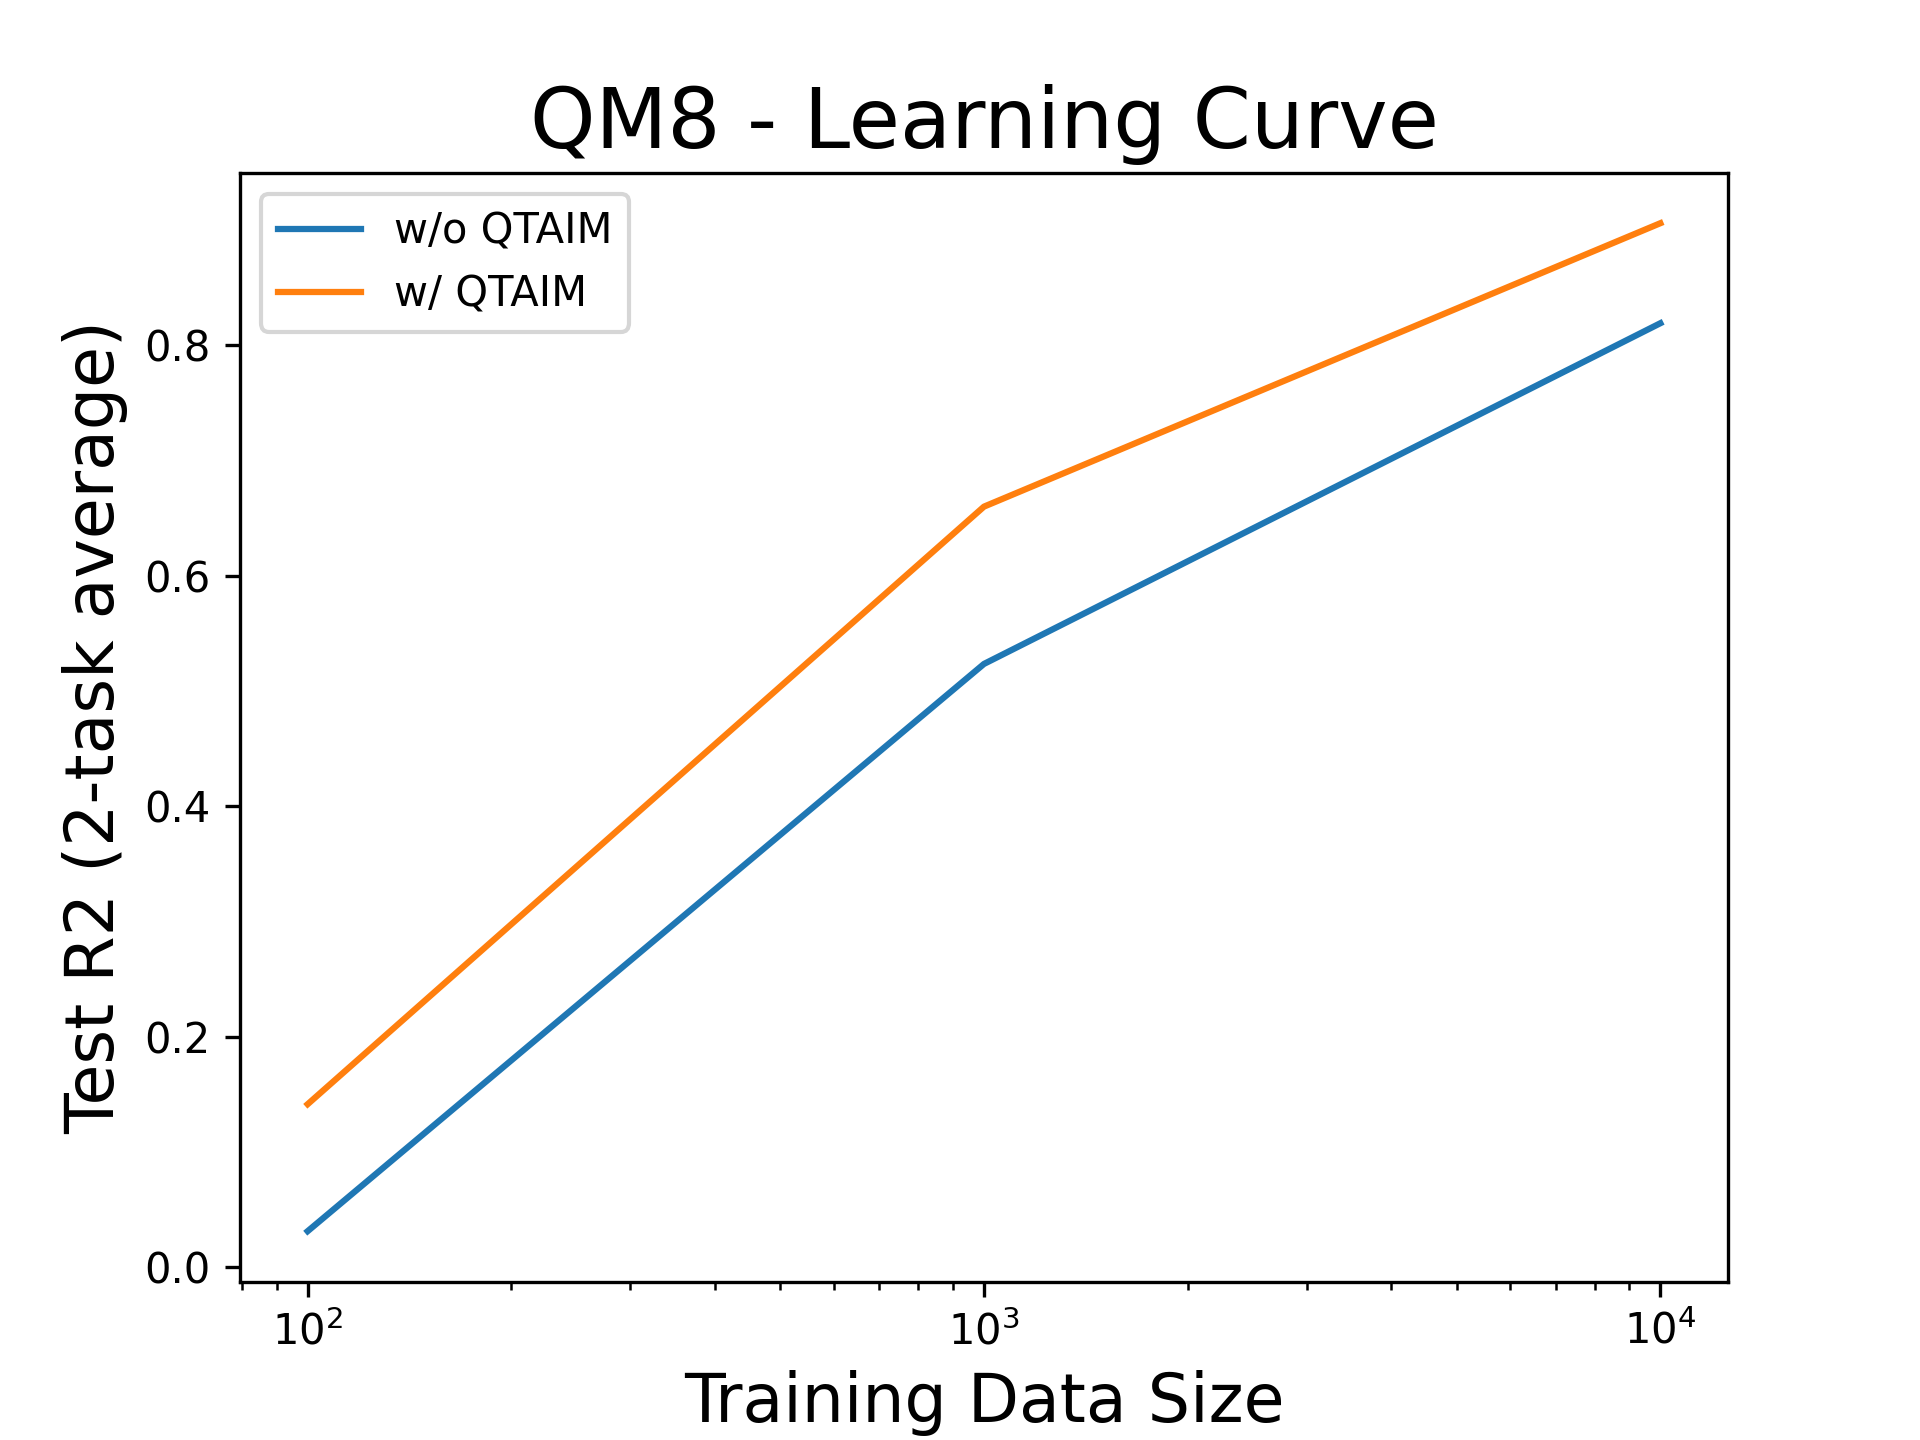 QM8 - Learning Curve
w/o QTAIM
w/ QTAIM
Test R2 (2-task average)
0.8
0.6
0.4
0.2
0.0
10² 10³ 10⁴
Training Data Size